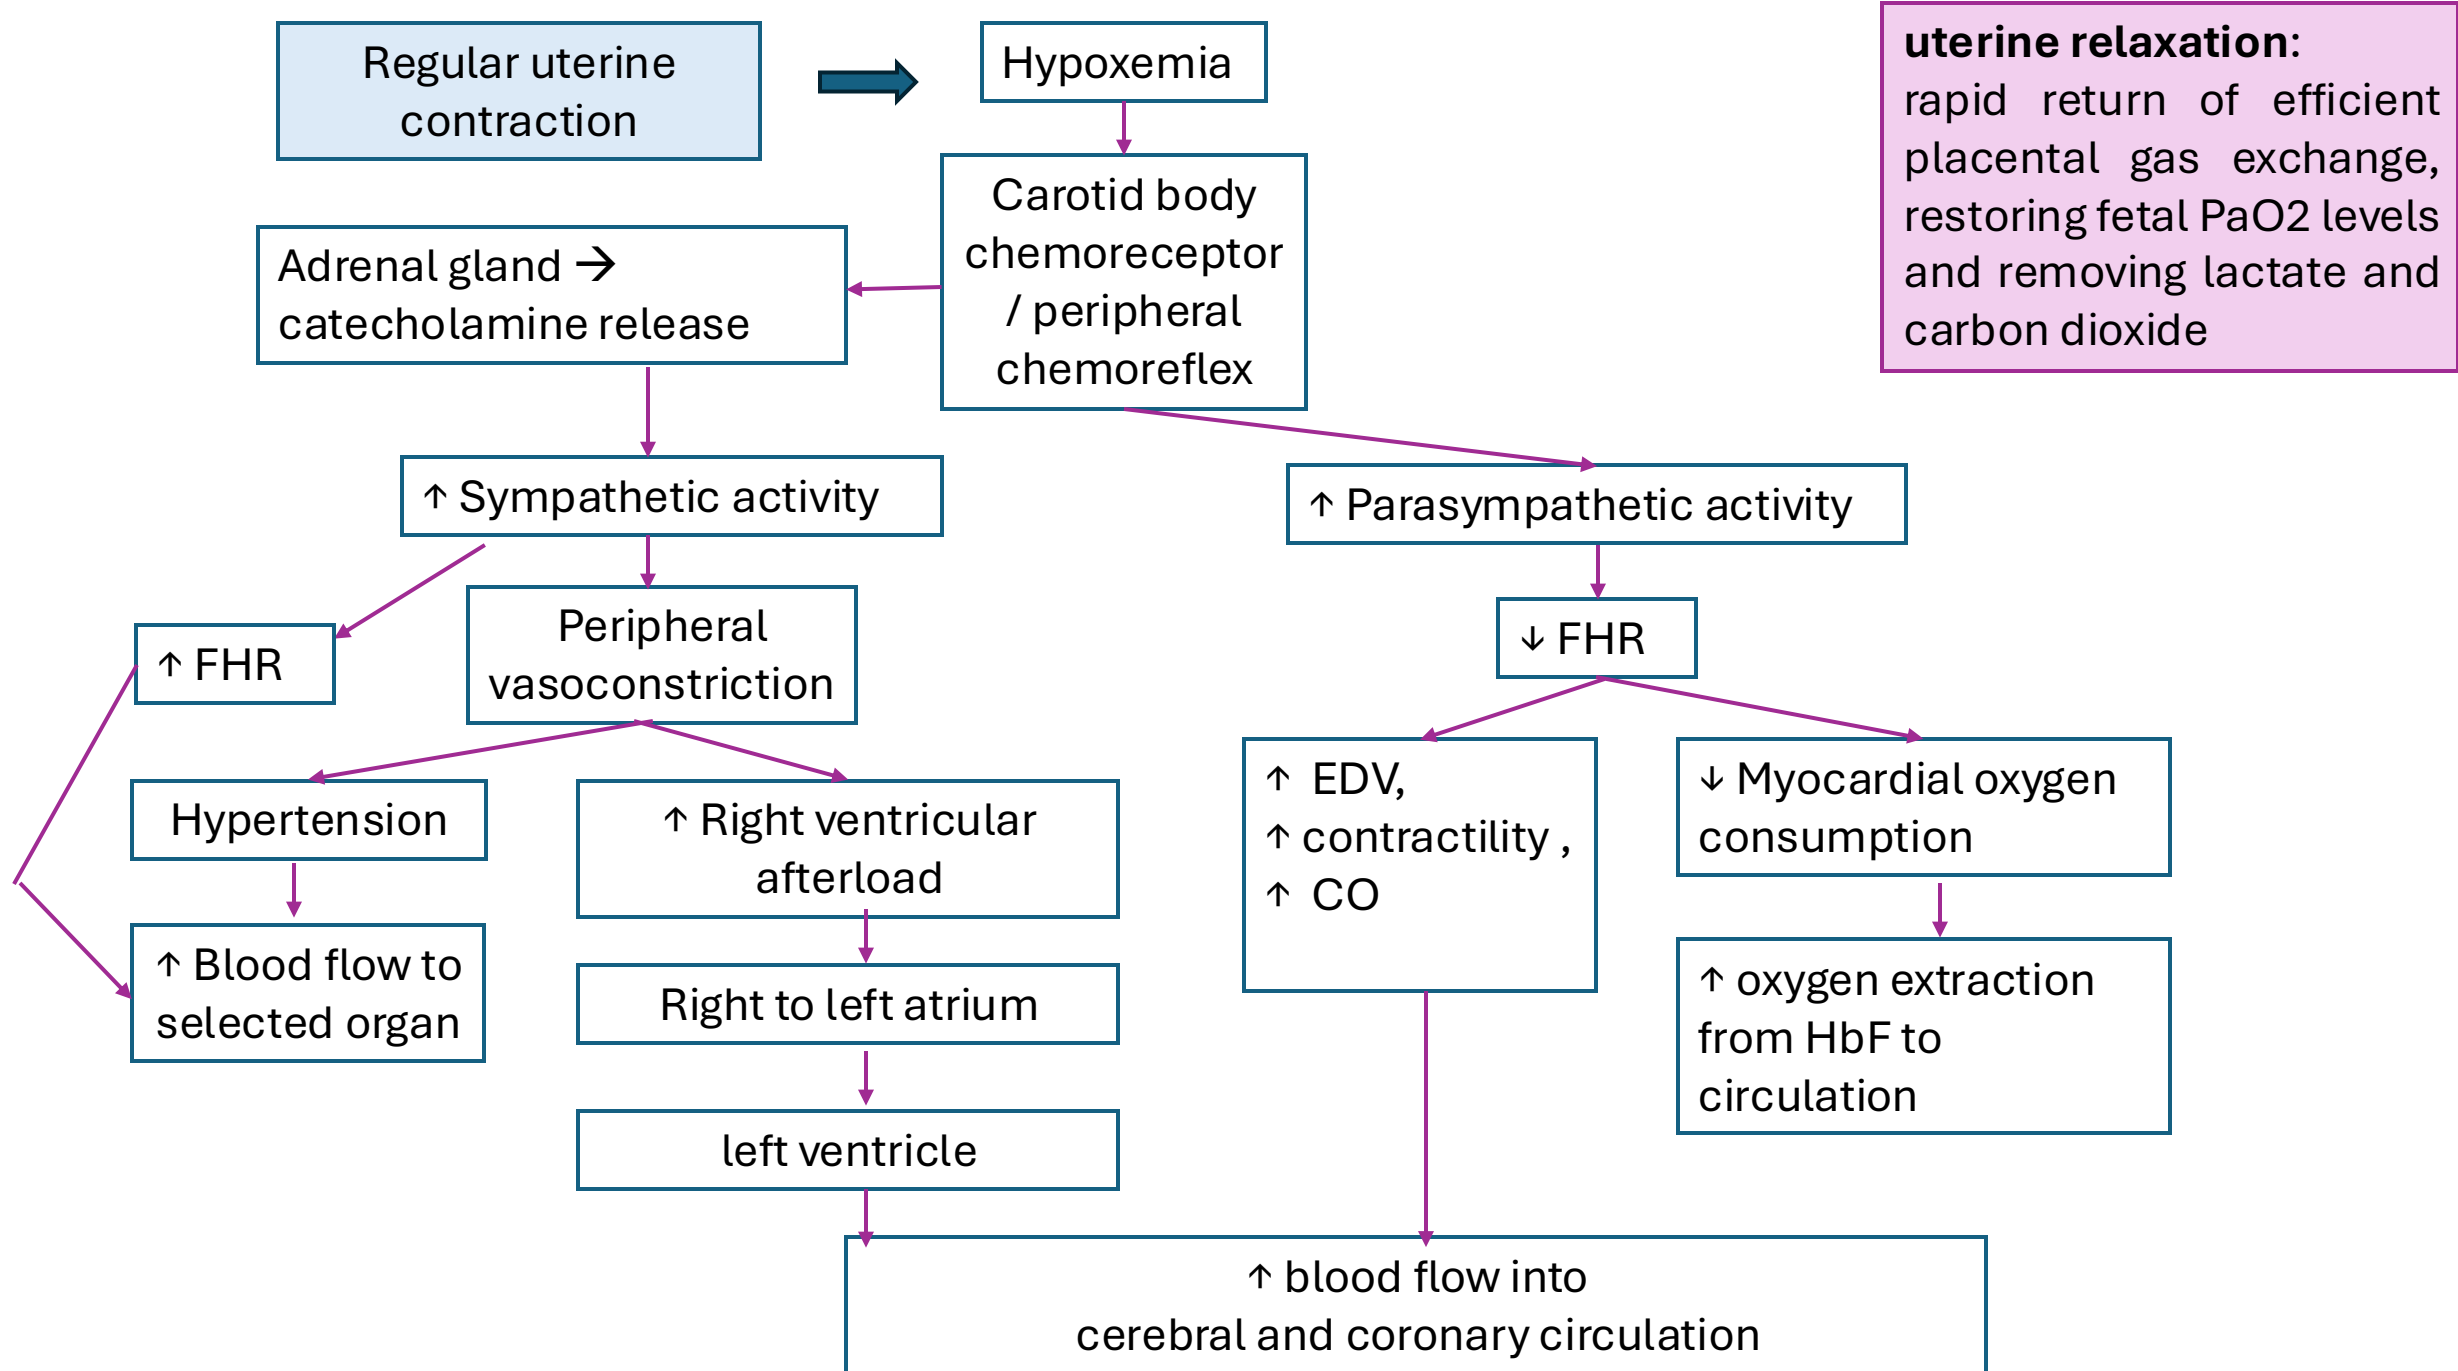 Regular uterine
contraction
Hypoxemia
uterine relaxation:
rapid return of efficient
placental gas exchange,
restoring fetal PaO2 levels
and removing lactate and
carbon dioxide
Carotid body
chemoreceptor
/ peripheral
chemoreflex
Adrenal gland →
catecholamine release
↑ Sympathetic activity
↑ Parasympathetic activity
↑ FHR
Peripheral
vasoconstriction
↓ FHR
Hypertension
↑ Right ventricular
afterload
↑ EDV,
↑ contractility ,
↑ CO
↓ Myocardial oxygen
consumption
↑ Blood flow to
selected organ
Right to left atrium
↑ oxygen extraction
from HbF to
circulation
left ventricle
↑ blood flow into
cerebral and coronary circulation